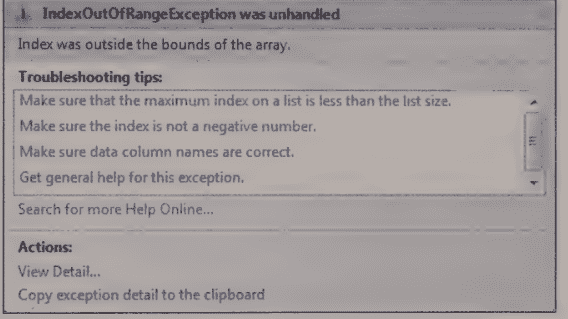 IndexOutOfRangeException was unhandled
Index was outside the bounds of the array.
Troubleshooting tips:
Make sure that the maximum index on a list is less than the list size.
Make sure the index is not a negative number.
Make sure data column names are correct.
Get general help for this exception.
Search for more Help Online...
Actions:
View Detail...
Copy exception detail to the clipboard